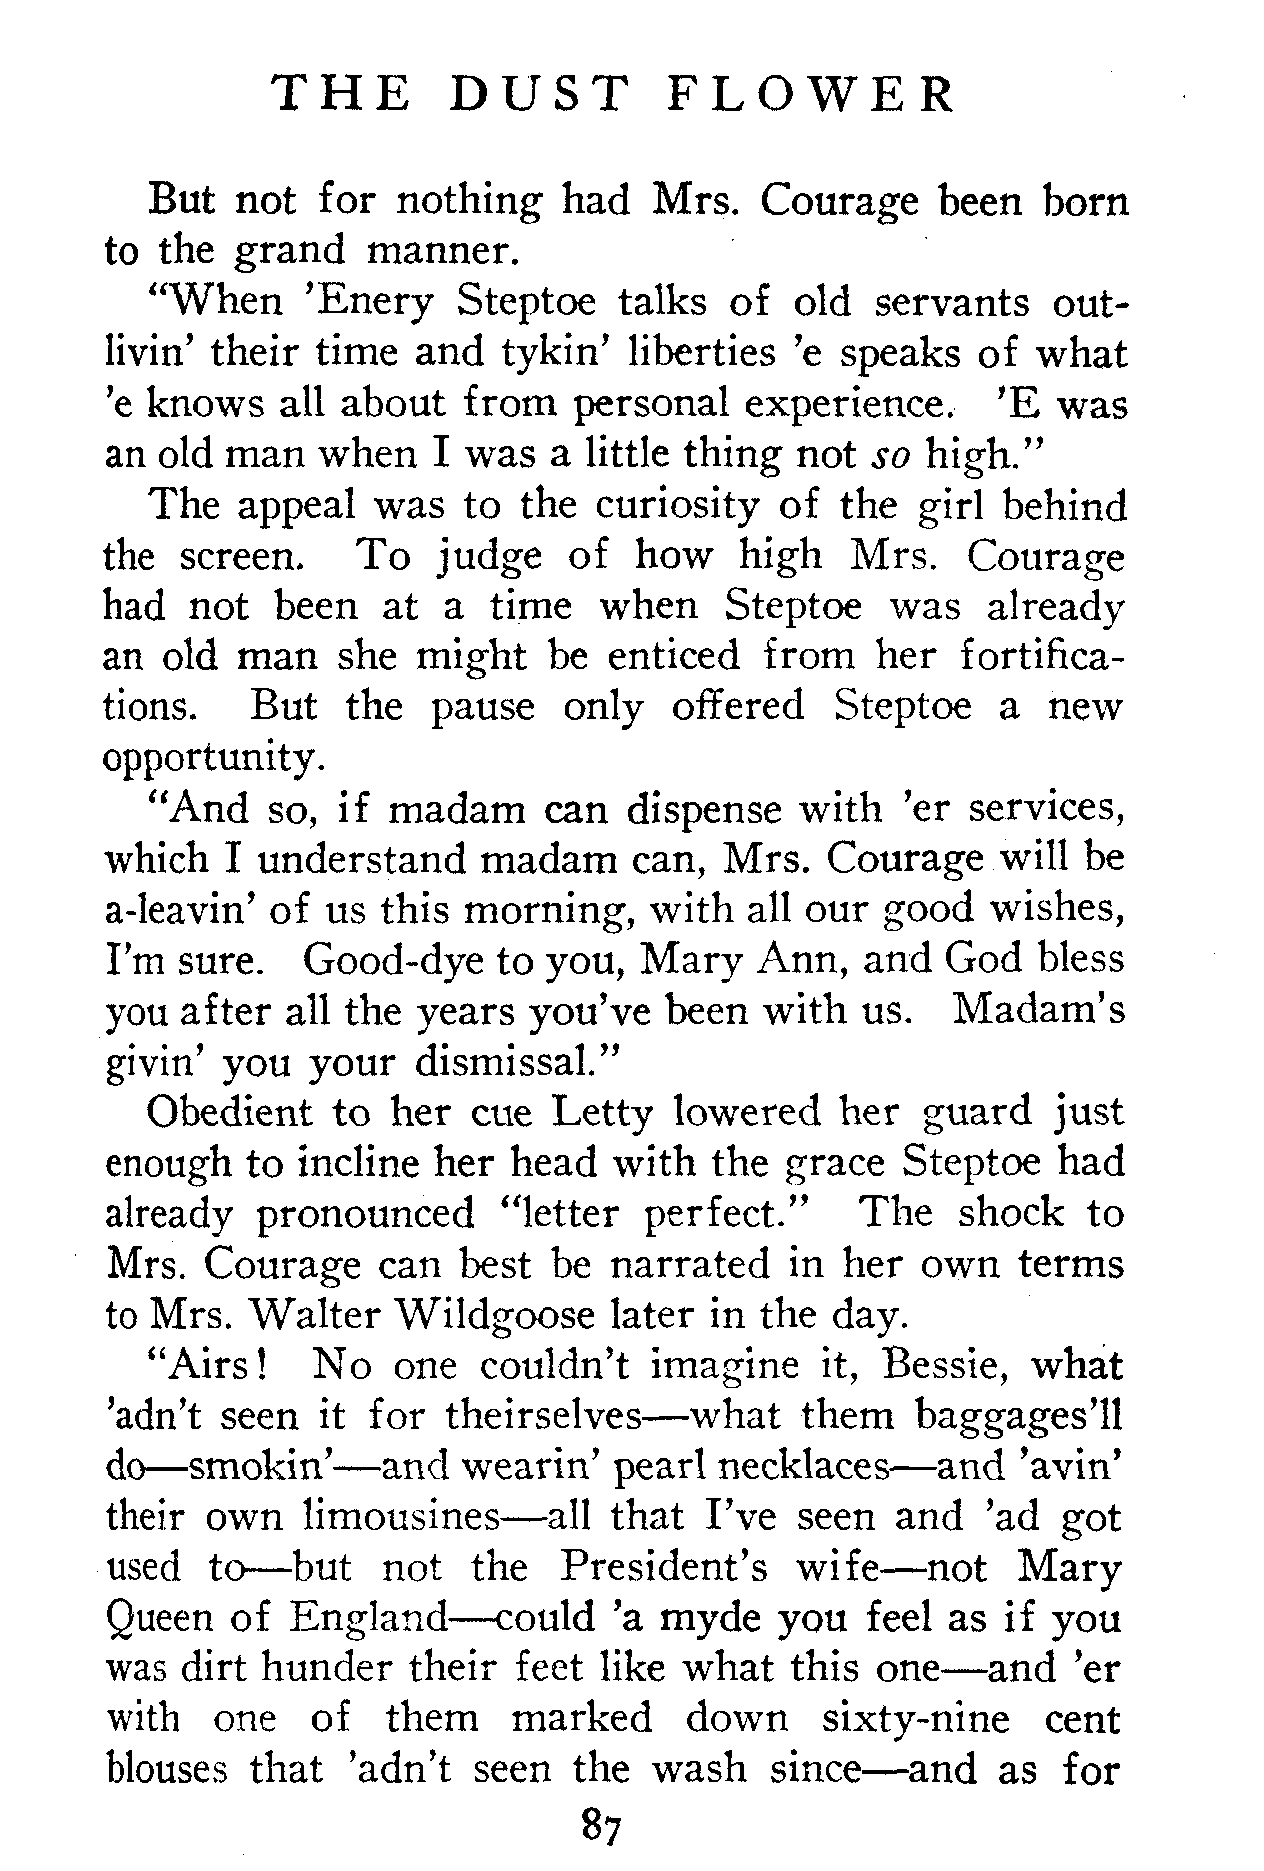 THE DUST FLOWER
But not for nothing had Mrs. Courage been born
to the grand manner.
“When ’Enery Steptoe talks of old servants out-
livin’ their time and tykin’ liberties ’e speaks of what
’e knows all about from personal experience. ’E was
an old man when I was a little thing not so high.”
The appeal was to the curiosity of the girl behind
the screen. To judge of how high Mrs. Courage
had not been at a time when Steptoe was already
an old man she might be enticed from her fortifica-
tions. But the pause only offered Steptoe a new
opportunity.
“And so, if madam can dispense with ’er services,
which I understand madam can, Mrs. Courage will be
a-leavin’ of us this morning, with all our good wishes,
I’m sure. Good-dye to you, Mary Ann, and God bless
you after all the years you’ve been with us. Madam’s
givin’ you your dismissal.”
Obedient to her cue Letty lowered her guard just
enough to incline her head with the grace Steptoe had
already pronounced “letter perfect.” The shock to
Mrs. Courage can best be narrated in her own terms
to Mrs. Walter Wildgoose later in the day.
“Airs! No one couldn’t imagine it, Bessie, what
’adn’t seen it for theirselves—what them baggages’ll
do—smokin’—and wearin’ pearl necklaces—and ’avin’
their own limousines—all that I’ve seen and ’ad got
used to—but not the President’s wife—not Mary
Queen of England—could ’a myde you feel as if you
was dirt hunder their feet like what this one—and ’er
with one of them marked down sixty-nine cent
blouses that ’adn’t seen the wash since—and as for
87